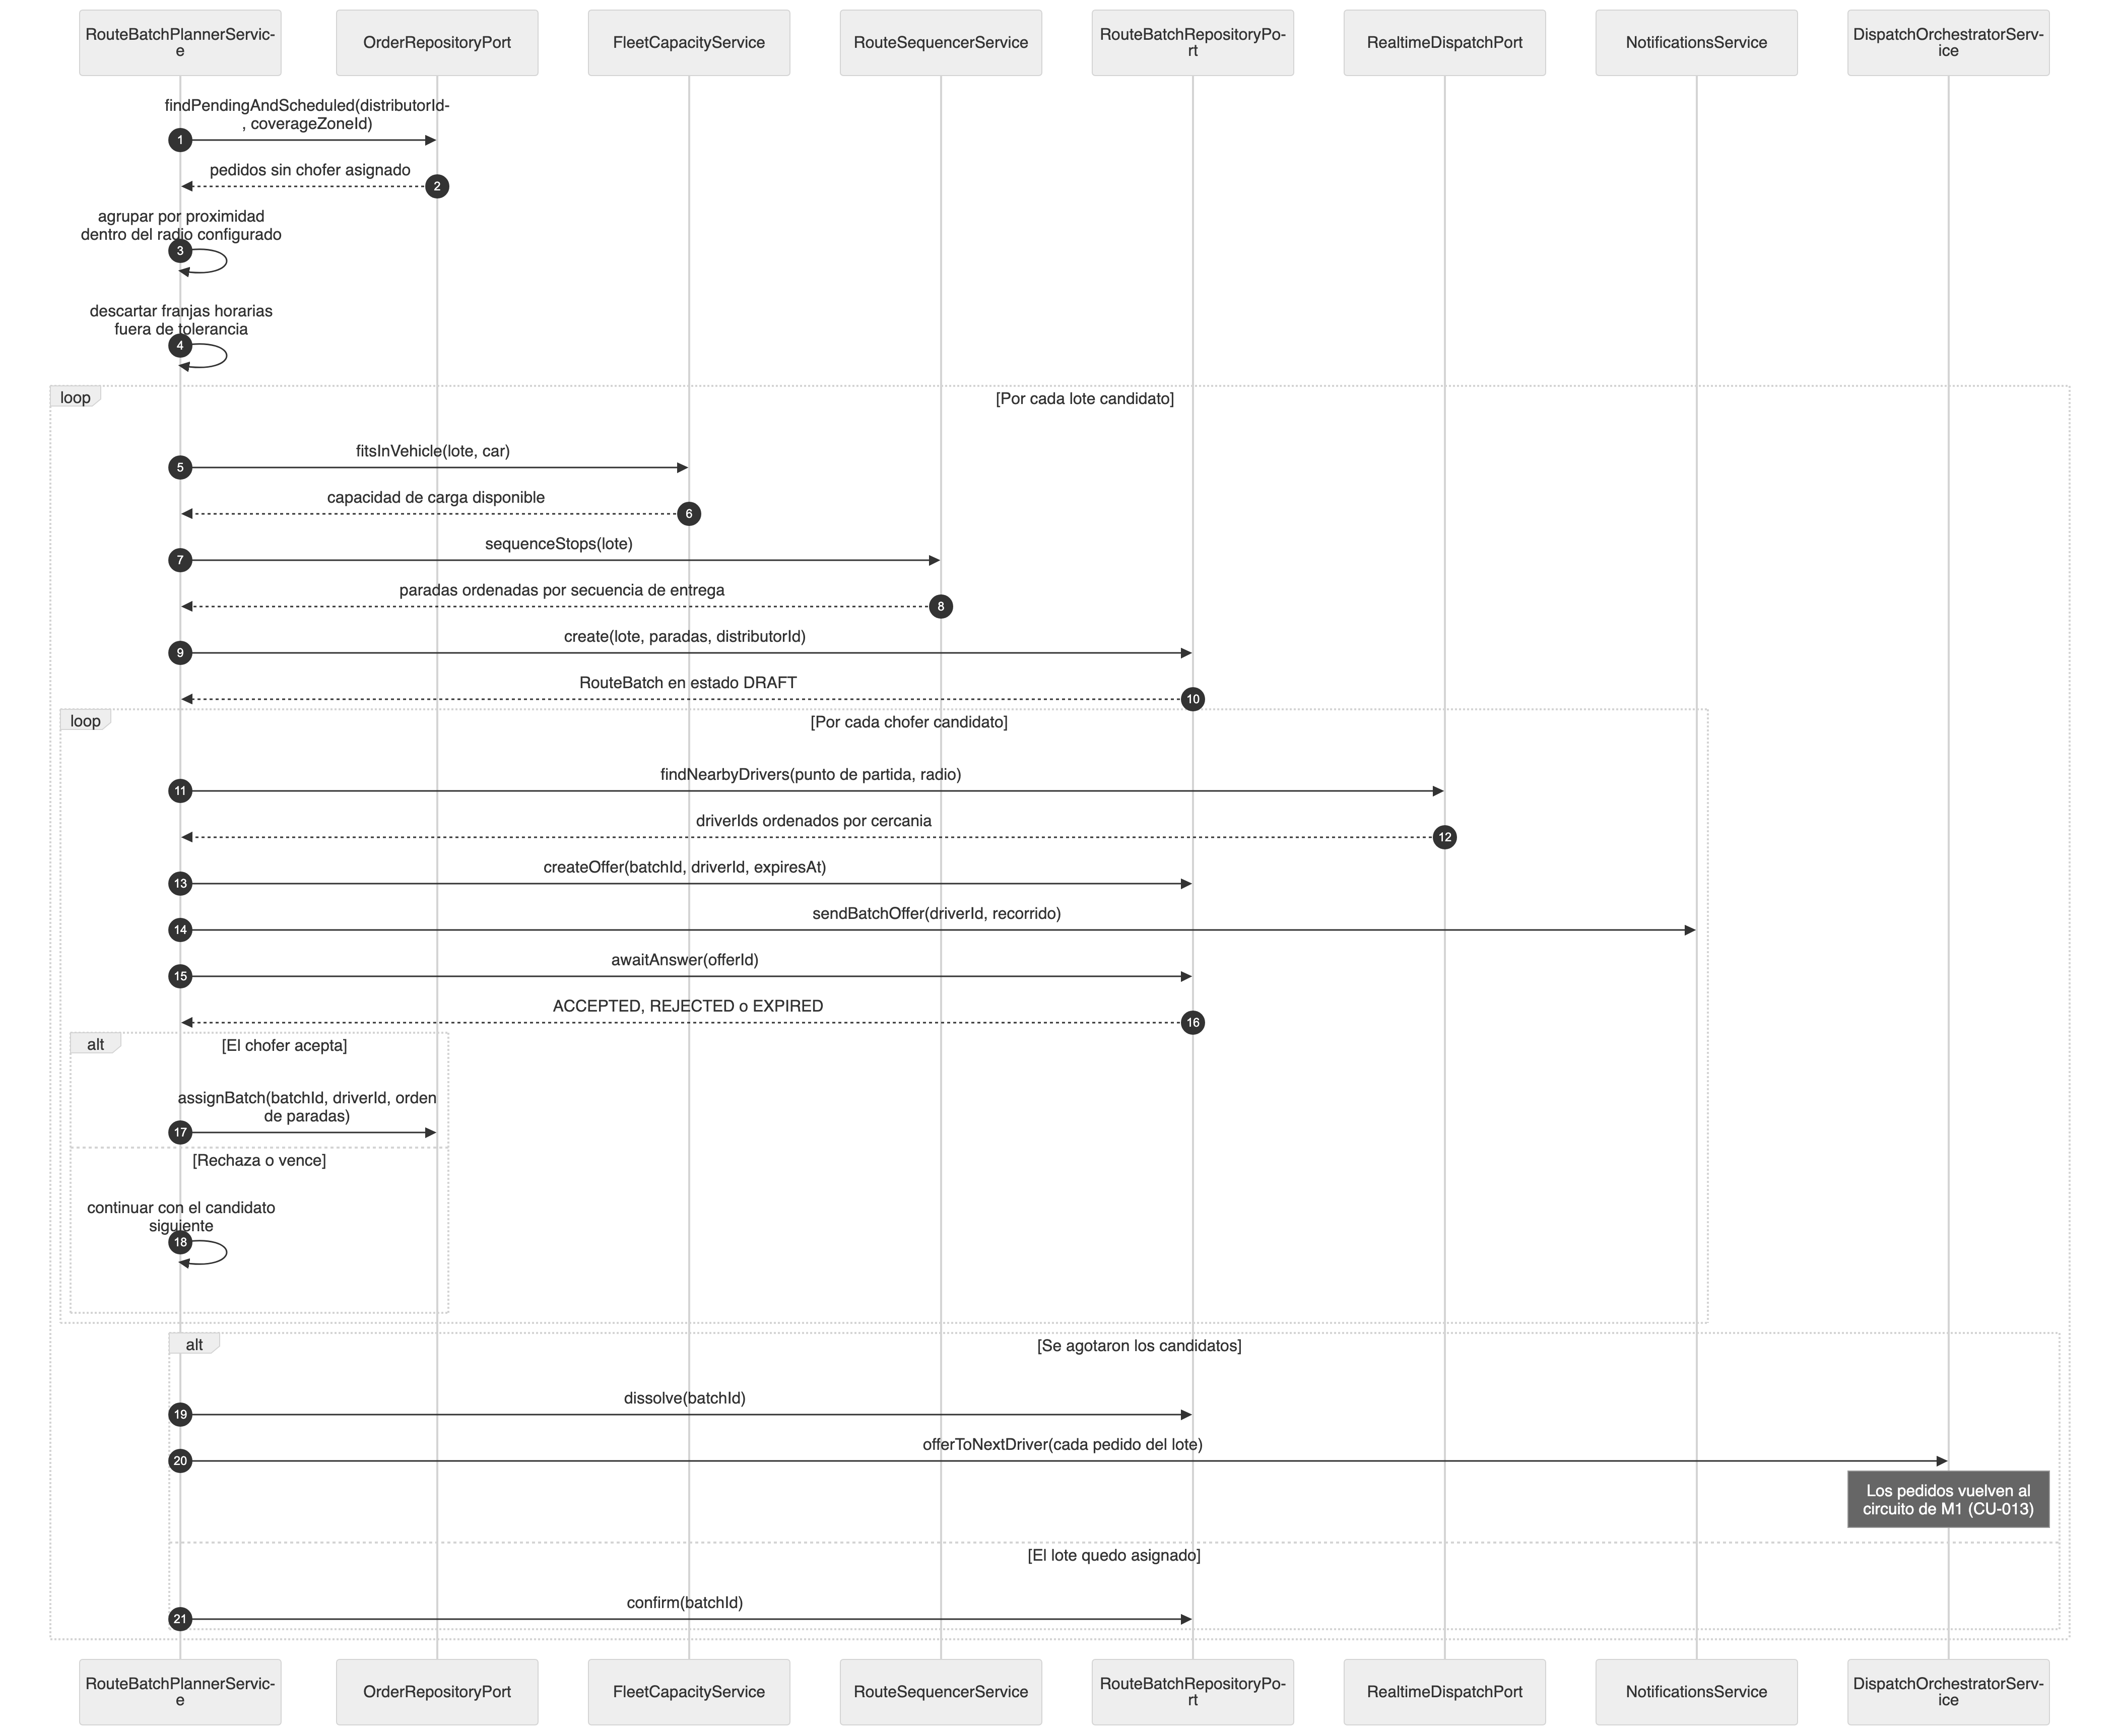 RouteBatchPlannerServic-
e
OrderRepositoryPort
FleetCapacityService
RouteSequencerService
RouteBatchRepositoryPo-
rt
RealtimeDispatchPort
NotificationsService
DispatchOrchestratorServ-
ice
findPendingAndScheduled(distributorId-
, coverageZoneId)
1
pedidos sin chofer asignado
2
agrupar por proximidad
dentro del radio configurado
3
descartar franjas horarias
fuera de tolerancia
4
loop
[Por cada lote candidato]
fitsInVehicle(lote, car)
5
capacidad de carga disponible
6
sequenceStops(lote)
7
paradas ordenadas por secuencia de entrega
8
create(lote, paradas, distributorId)
9
RouteBatch en estado DRAFT
10
loop
[Por cada chofer candidato]
findNearbyDrivers(punto de partida, radio)
11
driverIds ordenados por cercania
12
createOffer(batchId, driverId, expiresAt)
13
sendBatchOffer(driverId, recorrido)
14
awaitAnswer(offerId)
15
ACCEPTED, REJECTED o EXPIRED
16
alt
[El chofer acepta]
assignBatch(batchId, driverId, orden
de paradas)
17
[Rechaza o vence]
continuar con el candidato
siguiente
18
alt
[Se agotaron los candidatos]
dissolve(batchId)
19
offerToNextDriver(cada pedido del lote)
20
Los pedidos vuelven al
circuito de M1 (CU-013)
[El lote quedo asignado]
confirm(batchId)
21
RouteBatchPlannerServic-
e
OrderRepositoryPort
FleetCapacityService
RouteSequencerService
RouteBatchRepositoryPo-
rt
RealtimeDispatchPort
NotificationsService
DispatchOrchestratorServ-
ice